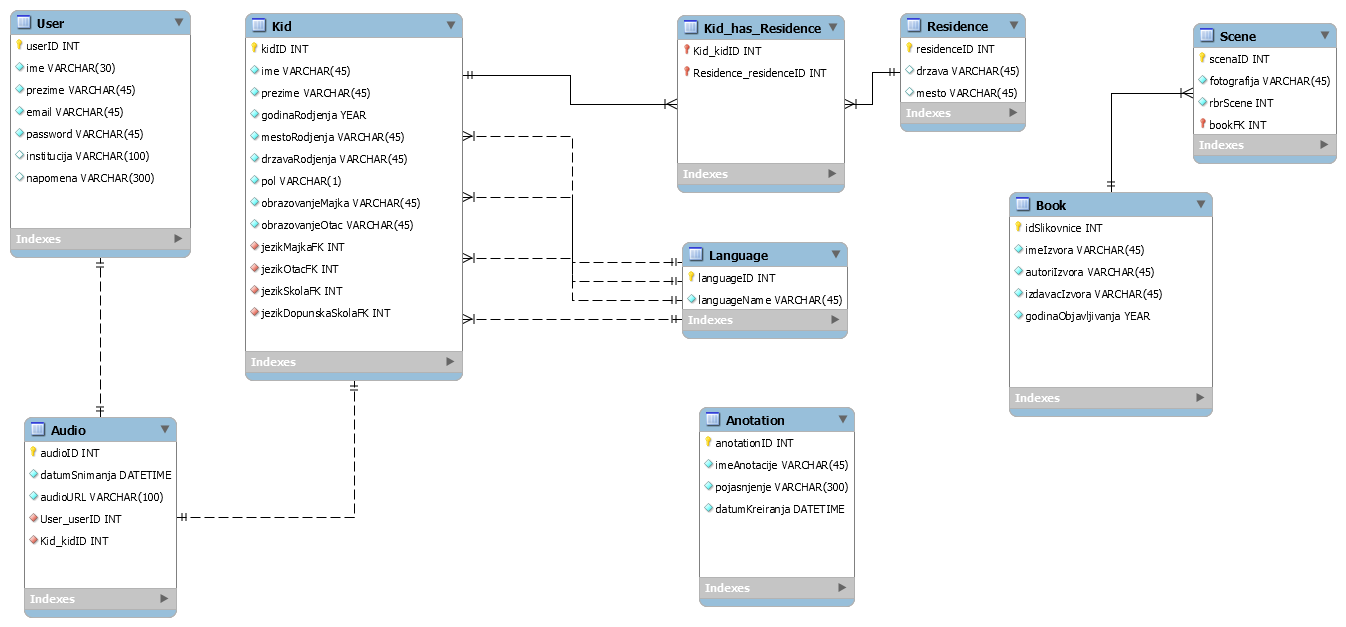 User
userID INT
ime VARCHAR(30)
prezime VARCHAR(45)
email VARCHAR(45)
password VARCHAR(45)
institucija VARCHAR(100)
napomena VARCHAR(300)
Indexes
Kid
kidID INT
ime VARCHAR(45)
prezime VARCHAR(45)
godinaRodjenja YEAR
mestoRodjenja VARCHAR(45)
drzavaRodjenja VARCHAR(45)
pol VARCHAR(1)
obrazovanjeMajka VARCHAR(45)
obrazovanjeOtac VARCHAR(45)
jezikMajkaFK INT
jezikOtacFK INT
jezikSkolaFK INT
jezikDopunskaSkolaFK INT
Indexes
Kid_has_Residence
Kid_kidID INT
Residence_residenceID INT
Indexes
Residence
residenceID INT
drzava VARCHAR(45)
mesto VARCHAR(45)
Indexes
Scene
scenaID INT
fotografija VARCHAR(45)
rbrScene INT
bookFK INT
Indexes
Book
idSlikovnice INT
imeIzvora VARCHAR(45)
autoriIzvora VARCHAR(45)
izdavacIzvora VARCHAR(45)
godinaObjavljivanja YEAR
Indexes
Language
languageID INT
languageName VARCHAR(45)
Indexes
Audio
audioID INT
datumSnimanja DATETIME
audioURL VARCHAR(100)
User_userID INT
Kid_kidID INT
Indexes
Anotation
anotationID INT
imeAnotacije VARCHAR(45)
pojasnjenje VARCHAR(300)
datumKreiranja DATETIME
Indexes